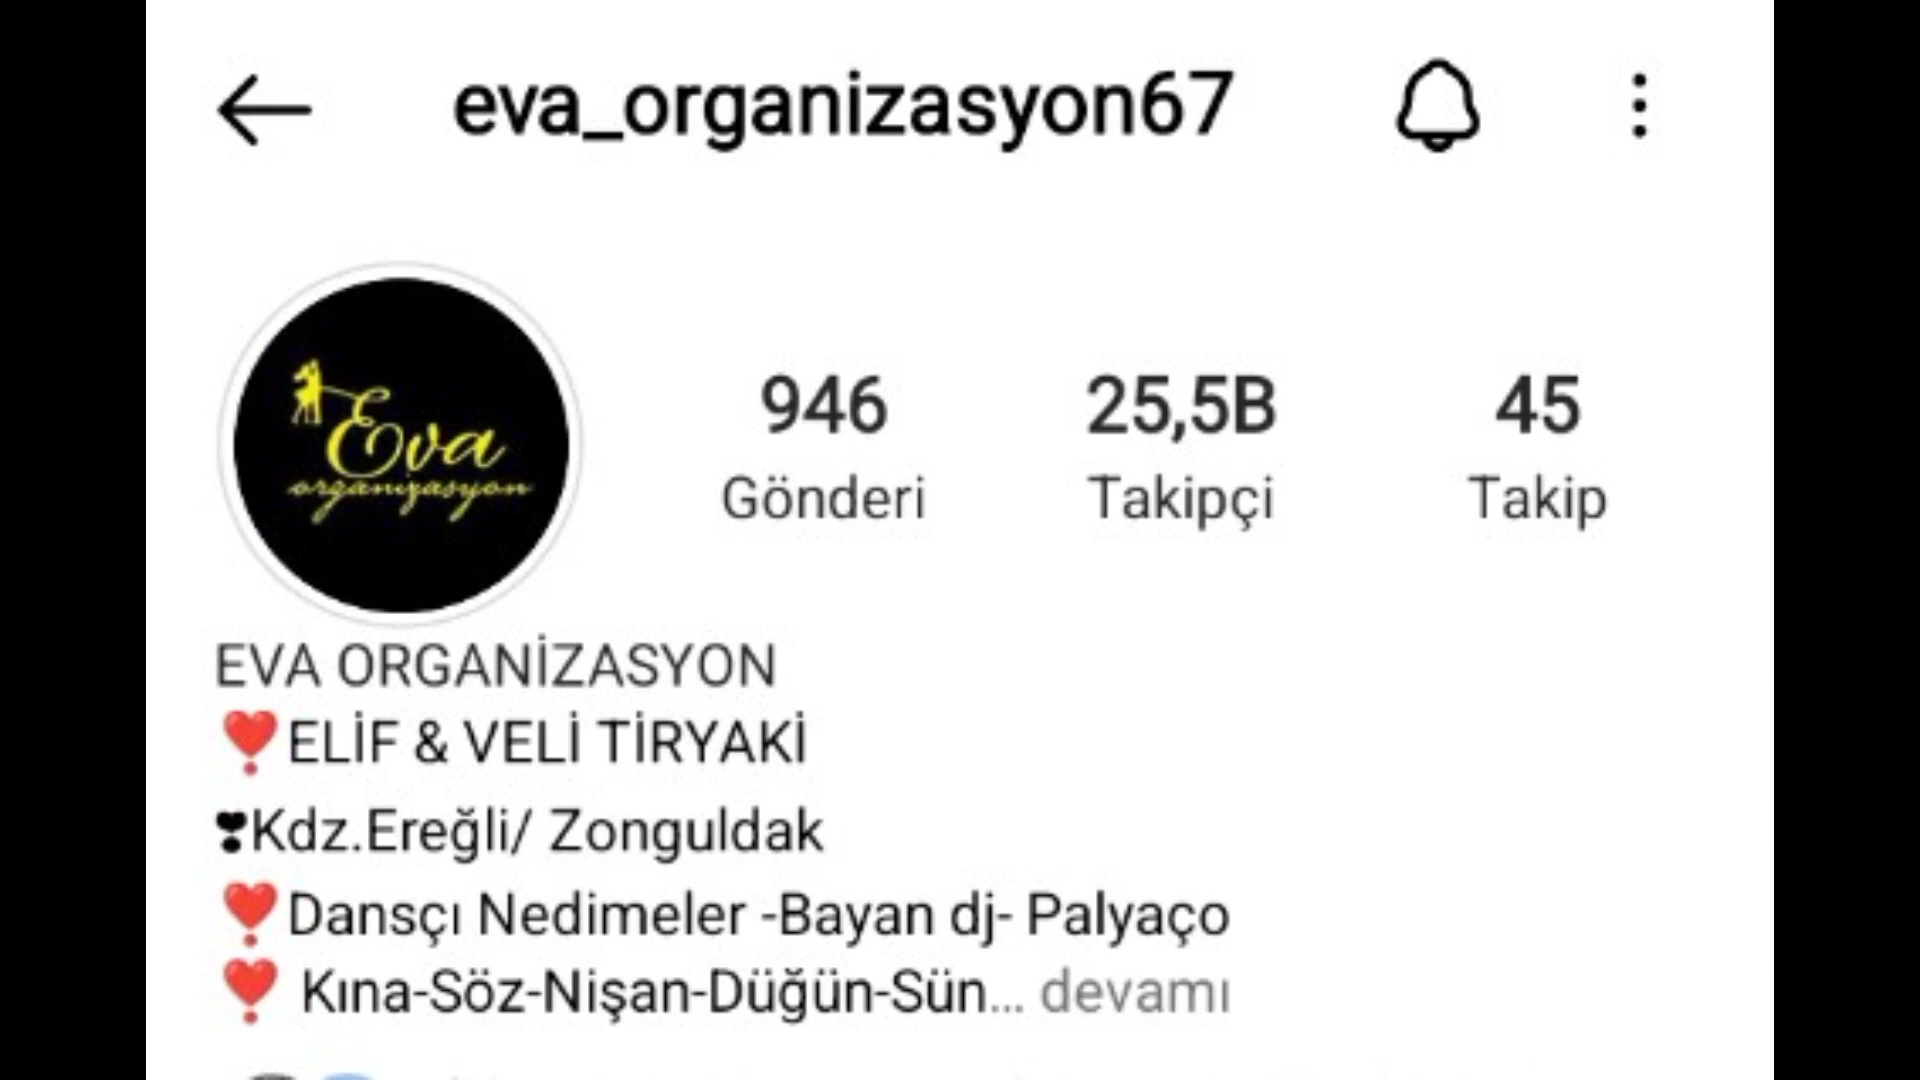 eva_organizasyon67
Eva
organizasyon
946 25,5B 45
Gönderi Takipçi Takip
EVA ORGANİZASYON
❣️ELİF & VELİ TİRYAKİ
❣Kdz.Ereğli/ Zonguldak
❣️Dansçı Nedimeler -Bayan dj- Palyaço
❣️ Kına-Söz-Nişan-Düğün-Sün... devamı